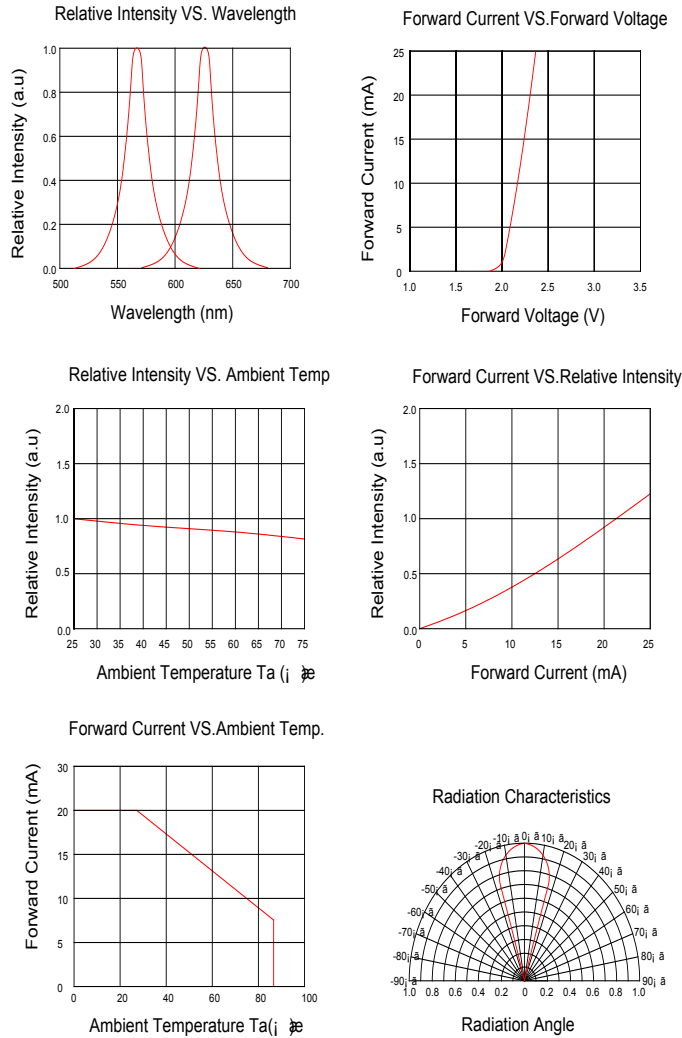 Relative Intensity VS. Wavelength
Relative Intensity (a.u)
1.0
0.8
0.6
0.4
0.2
0.0
500 550 600 650 700
Wavelength (nm)
Forward Current VS.Forward Voltage
Forward Current (mA)
25
20
15
10
5
0
1.0 1.5 2.0 2.5 3.0 3.5
Forward Voltage (V)
Relative Intensity VS. Ambient Temp
Relative Intensity (a.u)
2.0
1.5
1.0
0.5
0.0
25 35 30 40 45 50 55 60 65 70 75
Ambient Temperature Ta (¡ æ
Forward Current VS.Relative Intensity
Relative Intensity (a.u)
2.0
1.5
1.0
0.5
0.0
0 5 10 15 20 25
Forward Current (mA)
Forward Current VS.Ambient Temp.
Forward Current (mA)
30
20
15
10
5
0
0 20 40 60 80 100
Ambient Temperature Ta(¡ æ
Radiation Characteristics
-10¡ ã 0¡ ã 10¡ ã
-20¡ ã 20¡ ã
-30¡ ã 30¡ ã
-40¡ ã 40¡ ã
-50¡ ã 50¡ ã
-60¡ ã 60¡ ã
-70¡ ã 70¡ ã
-80¡ ã 80¡ ã
-90¡ ã 90¡ ã
1.0 0.8 0.6 0.4 0.2 0 0.2 0.4 0.6 0.8 1.0
Radiation Angle